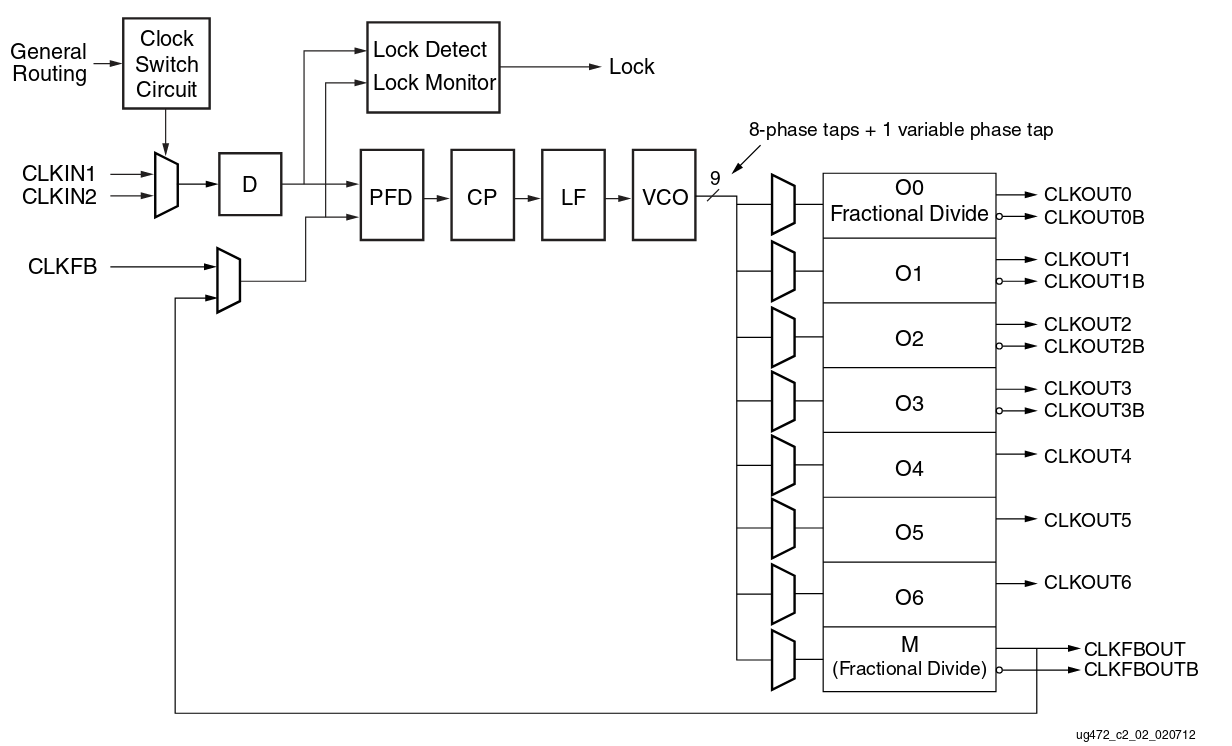 Clock
Switch
Circuit
General
Routing
Lock Detect
Lock Monitor
Lock
8-phase taps + 1 variable phase tap
CLKIN1
CLKIN2
D
PFD
CP
LF
VCO
9
CLKFB
O0
Fractional Divide
CLKOUT0
CLKOUT0B
O1
CLKOUT1
CLKOUT1B
O2
CLKOUT2
CLKOUT2B
O3
CLKOUT3
CLKOUT3B
O4
CLKOUT4
O5
CLKOUT5
O6
CLKOUT6
M
(Fractional Divide)
CLKFBOUT
CLKFBOUTB
ug472_c2_02_020712